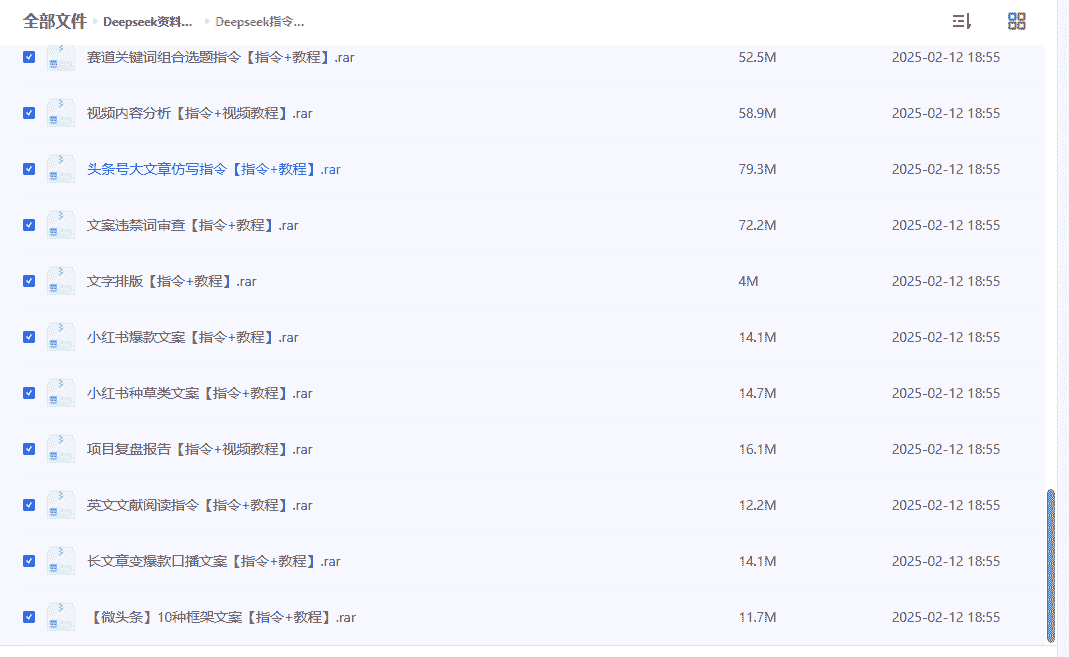 全部文件 Deepseek资料... Deepseek指令...
赛道关键词组合选题指令【指令+教程】.rar 52.5M 2025-02-12 18:55
视频内容分析【指令+视频教程】.rar 58.9M 2025-02-12 18:55
头条号大文章仿写指令【指令+教程】.rar 79.3M 2025-02-12 18:55
文案违禁词审查【指令+教程】.rar 72.2M 2025-02-12 18:55
文字排版【指令+教程】.rar 4M 2025-02-12 18:55
小红书爆款文案【指令+教程】.rar 14.1M 2025-02-12 18:55
小红书种草类文案【指令+教程】.rar 14.7M 2025-02-12 18:55
项目复盘报告【指令+视频教程】.rar 16.1M 2025-02-12 18:55
英文文献阅读指令【指令+教程】.rar 12.2M 2025-02-12 18:55
长文章变爆款口播文案【指令+教程】.rar 14.1M 2025-02-12 18:55
【微头条】10种框架文案【指令+教程】.rar 11.7M 2025-02-12 18:55